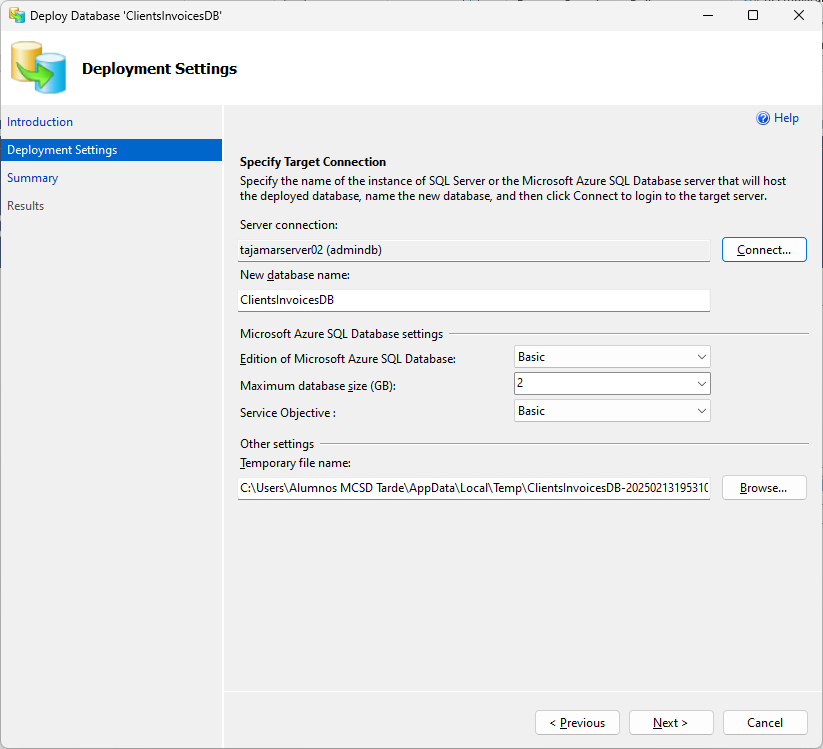 Deploy Database 'ClientsInvoicesDB'
Deployment Settings
Introduction
Deployment Settings
Summary
Results
Help
Specify Target Connection
Specify the name of the instance of SQL Server or the Microsoft Azure SQL Database server that will host
the deployed database, name the new database, and then click Connect to login to the target server.
Server connection:
tajamarserver02 (admindb)
Connect...
New database name:
ClientsInvoicesDB
Microsoft Azure SQL Database settings
Edition of Microsoft Azure SQL Database:
Basic
Maximum database size (GB):
2
Service Objective :
Basic
Other settings
Temporary file name:
C:\Users\Alumnos MCSD Tarde\AppData\Local\Temp\ClientsInvoicesDB-20250213195310
Browse...
< Previous
Next >
Cancel